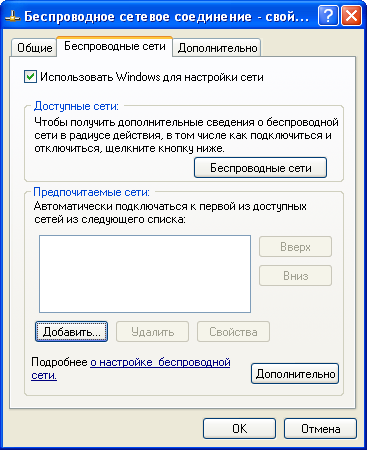 Беспроводное сетевое соединение - свой...
Общие
Беспроводные сети
Дополнительно
Использовать Windows для настройки сети
Доступные сети:
Чтобы получить дополнительные сведения о беспроводной
сети в радиусе действия, в том числе как подключиться и
отключиться, щелкните кнопку ниже.
Беспроводные сети
Предпочитаемые сети:
Автоматически подключаться к первой из доступных
сетей из следующего списка:
Вверх
Вниз
Добавить...
Удалить
Свойства
Подробнее о настройке беспроводной
сети.
Дополнительно
OK
Отмена